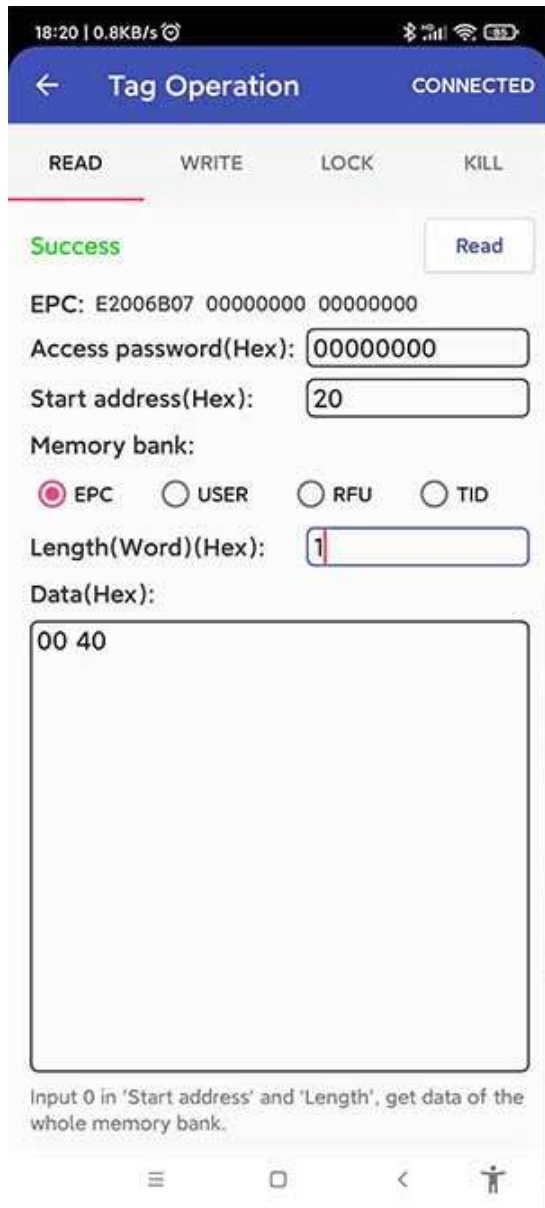 18:20 | 0.8KB/s
85
Tag Operation CONNECTED
READ WRITE LOCK KILL
Success Read
EPC: E2006B07 00000000 00000000
Access password(Hex): 00000000
Start address(Hex): 20
Memory bank:
EPC USER RFU TID
Length(Word)(Hex): 1
Data(Hex):
00 40
Input 0 in 'Start address' and 'Length', get data of the
whole memory bank.